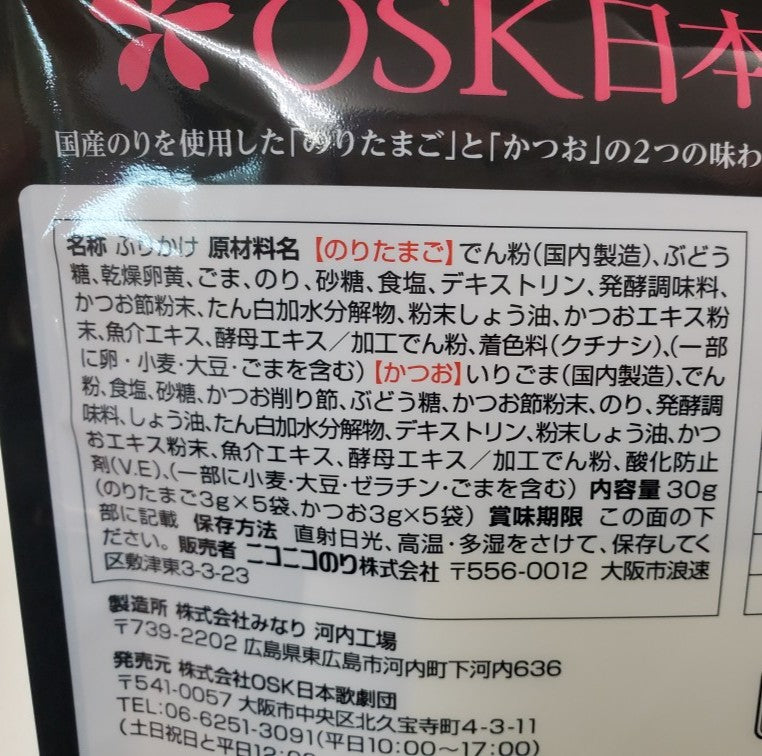 OSK日本
国産のりを使用した「のりたまご」と「かつお」の2つの味わ
名称 ふりかけ 原材料名 【のりたまご】でん粉(国内製造)、ぶどう
糖、乾燥卵黄、ごま、のり、砂糖、食塩、デキストリン、発酵調味料、
かつお節粉末、たん白加水分解物、粉末しょう油、かつおエキス粉
末、魚介エキス、酵母エキス/加工でん粉、着色料(クチナシ)、(一部
に卵・小麦・大豆・ごまを含む)【かつお】いりごま(国内製造)、でん
粉、食塩、砂糖、かつお削り節、ぶどう糖、かつお節粉末、のり、発酵調
味料、しょう油、たん白加水分解物、デキストリン、粉末しょう油、かつ
おエキス粉末、魚介エキス、酵母エキス/加工でん粉、酸化防止
剤(V.E)、(一部に小麦・大豆・ゼラチン・ごまを含む) 内容量 30g
(のりたまご3g×5袋、かつお3g×5袋) 賞味期限 この面の下
部に記載 保存方法 直射日光、高温・多湿をさけて、保存してく
ださい。 販売者 ニコニコのり株式会社 〒556-0012 大阪市浪速
区敷津東3-3-23
製造所 株式会社みなり 河内工場
〒739-2202 広島県東広島市河内町下河内636
発売元 株式会社OSK日本歌劇団
〒541-0057 大阪市中央区北久宝寺町4-3-11
TEL:06-6251-3091(平日10:00〜17:00)
(土日祝日と平日12:00